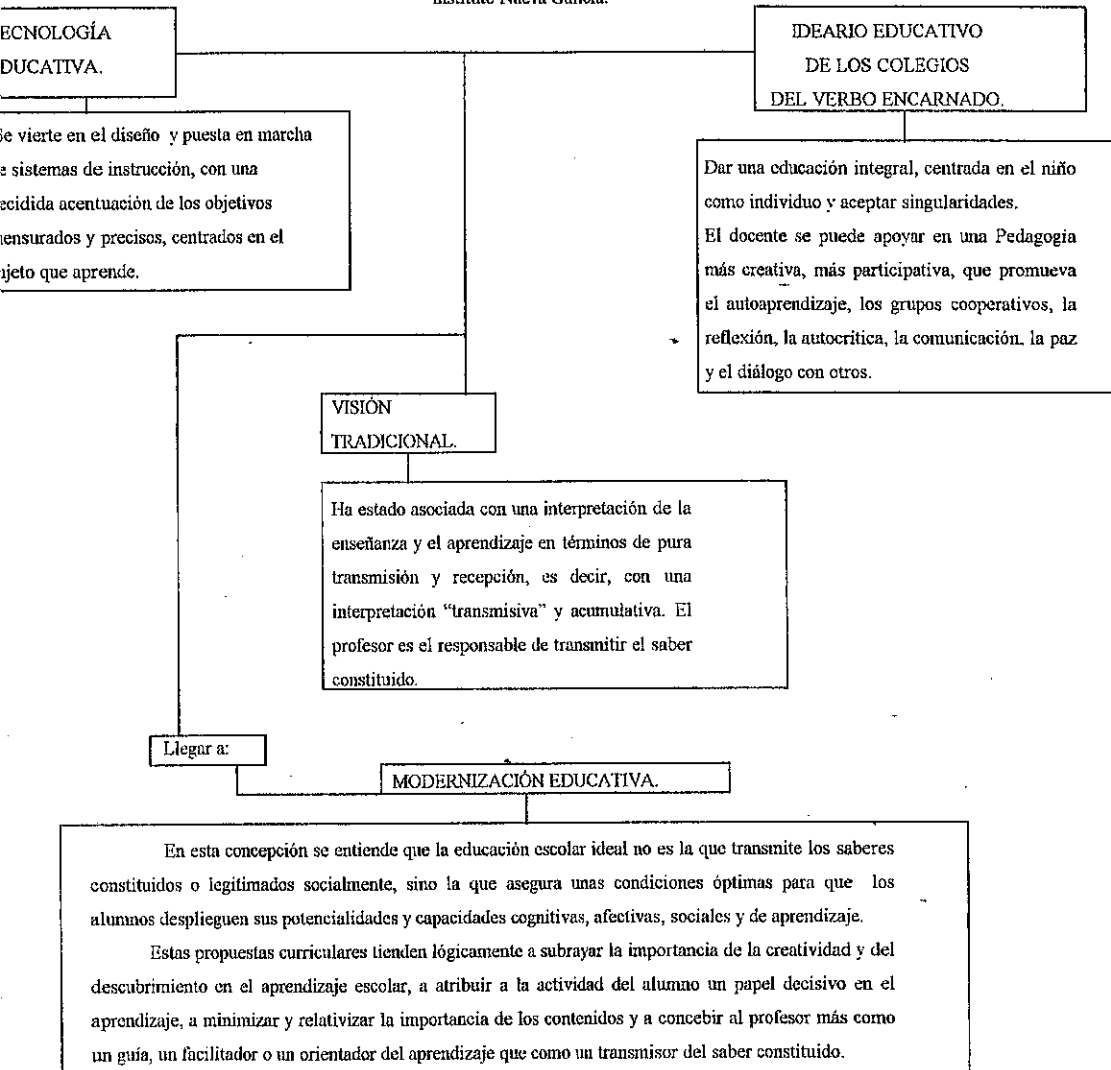 Instituto Nueva Galicia.
ECNOLOGÍA
DUCATIVA.
IDEARIO EDUCATIVO
DE LOS COLEGIOS
DEL VERBO ENCARNADO.
Se vierte en el diseño y puesta en marcha
e sistemas de instrucción, con una
ecidida acentuación de los objetivos
mensurados y precisos, centrados en el
ujeto que aprende.
Dar una educación integral, centrada en el niño
como individuo y aceptar singularidades.
El docente se puede apoyar en una Pedagogía
más creativa, más participativa, que promueva
el autoaprendizaje, los grupos cooperativos, la
reflexión, la autocritica, la comunicación, la paz
y el diálogo con otros.
VISIÓN
TRADICIONAL.
Ha estado asociada con una interpretación de la
enseñanza y el aprendizaje en términos de pura
transmisión y recepción, es decir, con una
interpretación “transmisiva” y acumulativa. El
profesor es el responsable de transmitir el saber
constituido.
Llegar a:
MODERNIZACIÓN EDUCATIVA.
En esta concepción se entiende que la educación escolar ideal no es la que transmite los saberes
constituidos o legitimados socialmente, sino la que asegura unas condiciones óptimas para que los
alumnos desplieguen sus potencialidades y capacidades cognitivas, afectivas, sociales y de aprendizaje.
Estas propuestas curriculares tienden lógicamente a subrayar la importancia de la creatividad y del
descubrimiento en el aprendizaje escolar, a atribuir a la actividad del alumno un papel decisivo en el
aprendizaje, a minimizar y relativizar la importancia de los contenidos y a concebir al profesor más como
un guía, un facilitador o un orientador del aprendizaje que como un transmisor del saber constituido.